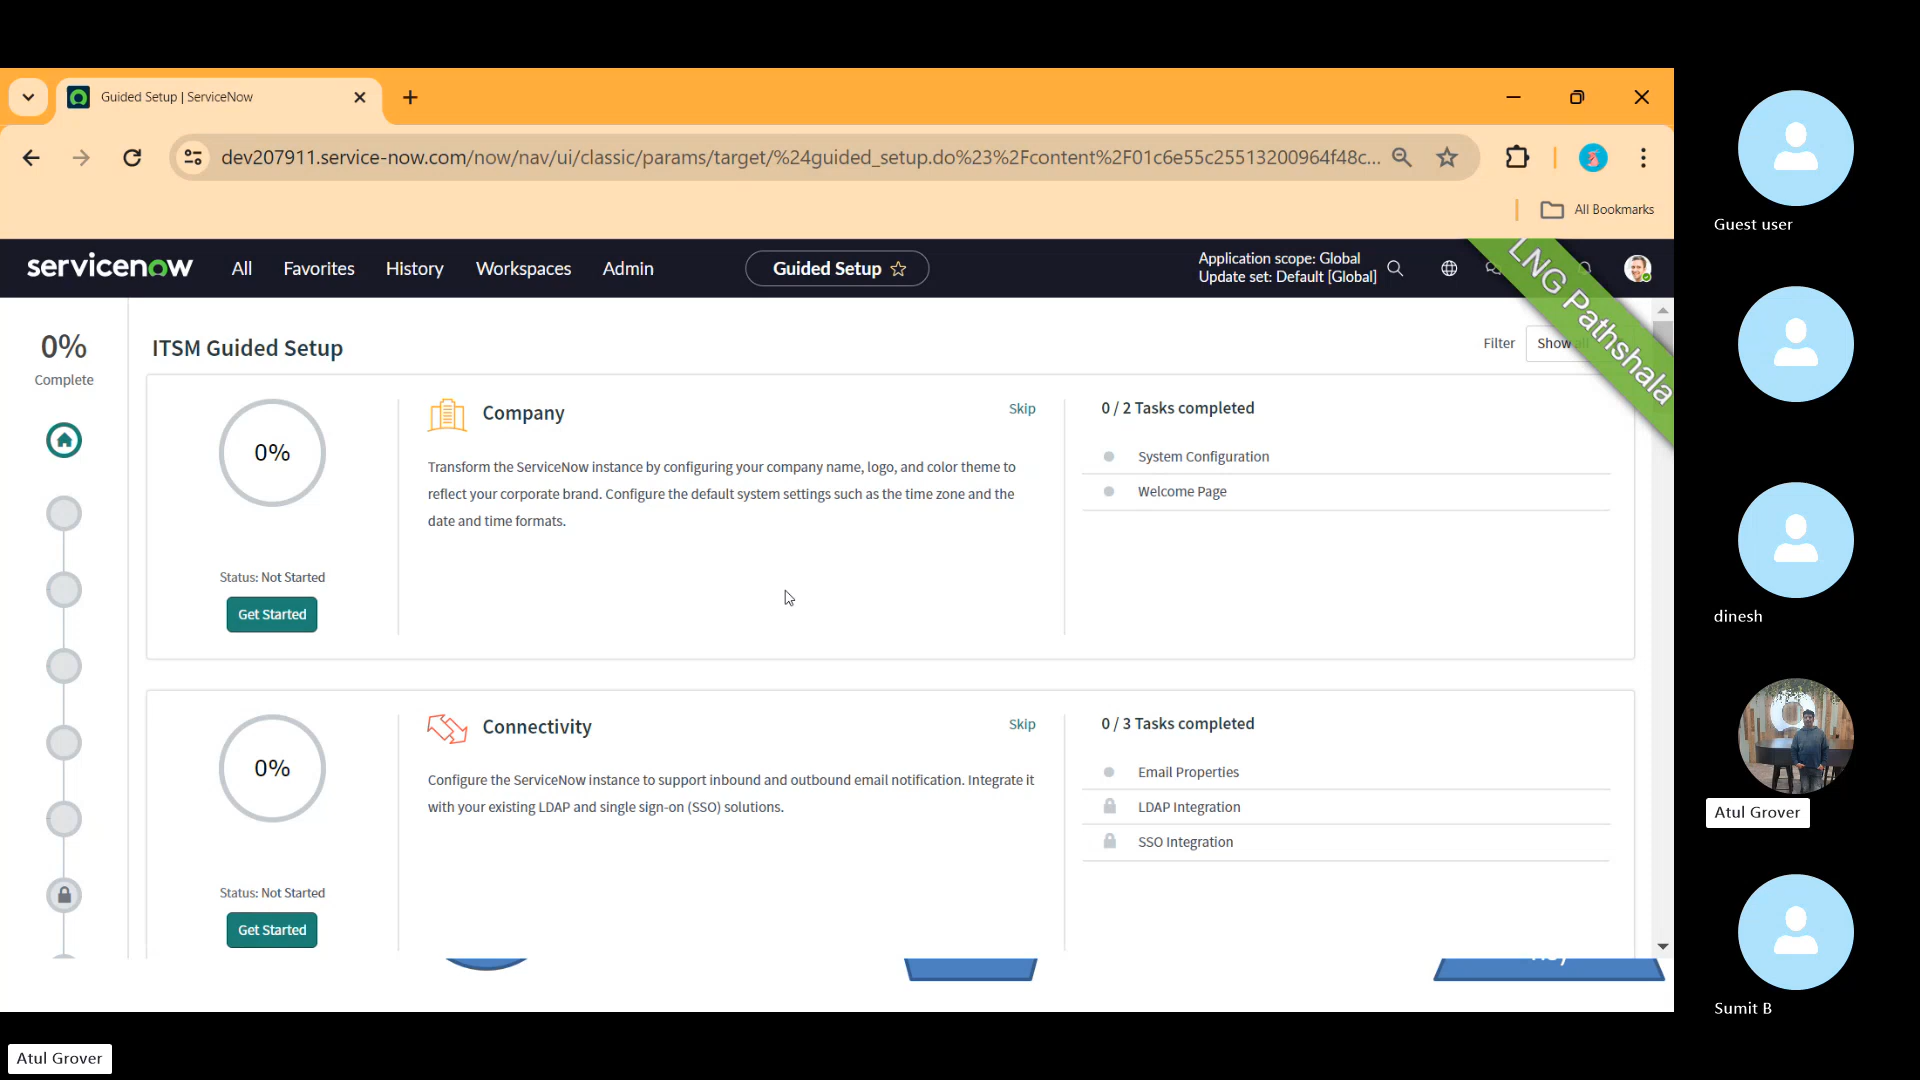 Guided Setup | ServiceNow
dev207911.service-now.com/now/nav/ui/classic/params/target/%24guided_setup.do%23%2Fcontent%2F01c6e55c25513200964f48c...
All Bookmarks
servicenow
All
Favorites
History
Workspaces
Admin
Guided Setup
Application scope: Global
Update set: Default [Global]
LNG Pathshala
0%
Complete
ITSM Guided Setup
Filter
Show all
0%
Status: Not Started
Get Started
Company
Skip
Transform the ServiceNow instance by configuring your company name, logo, and color theme to
reflect your corporate brand. Configure the default system settings such as the time zone and the
date and time formats.
0 / 2 Tasks completed
System Configuration
Welcome Page
0%
Status: Not Started
Get Started
Connectivity
Skip
Configure the ServiceNow instance to support inbound and outbound email notification. Integrate it
with your existing LDAP and single sign-on (SSO) solutions.
0 / 3 Tasks completed
Email Properties
LDAP Integration
SSO Integration
Guest user
dinesh
Atul Grover
Sumit B
Atul Grover